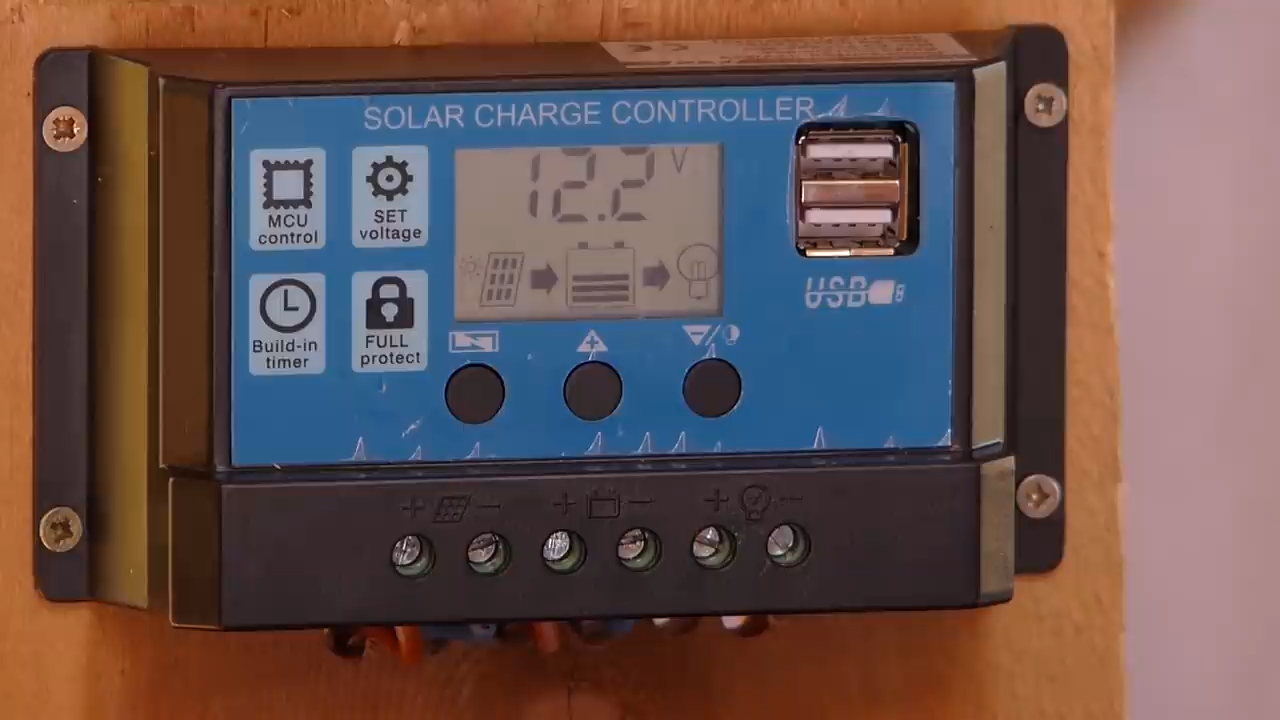 SOLAR CHARGE CONTROLLER
MCU
control
SET
voltage
12.2 V
Build-in
timer
FULL
protect
USB
+ −
+ −
+ −